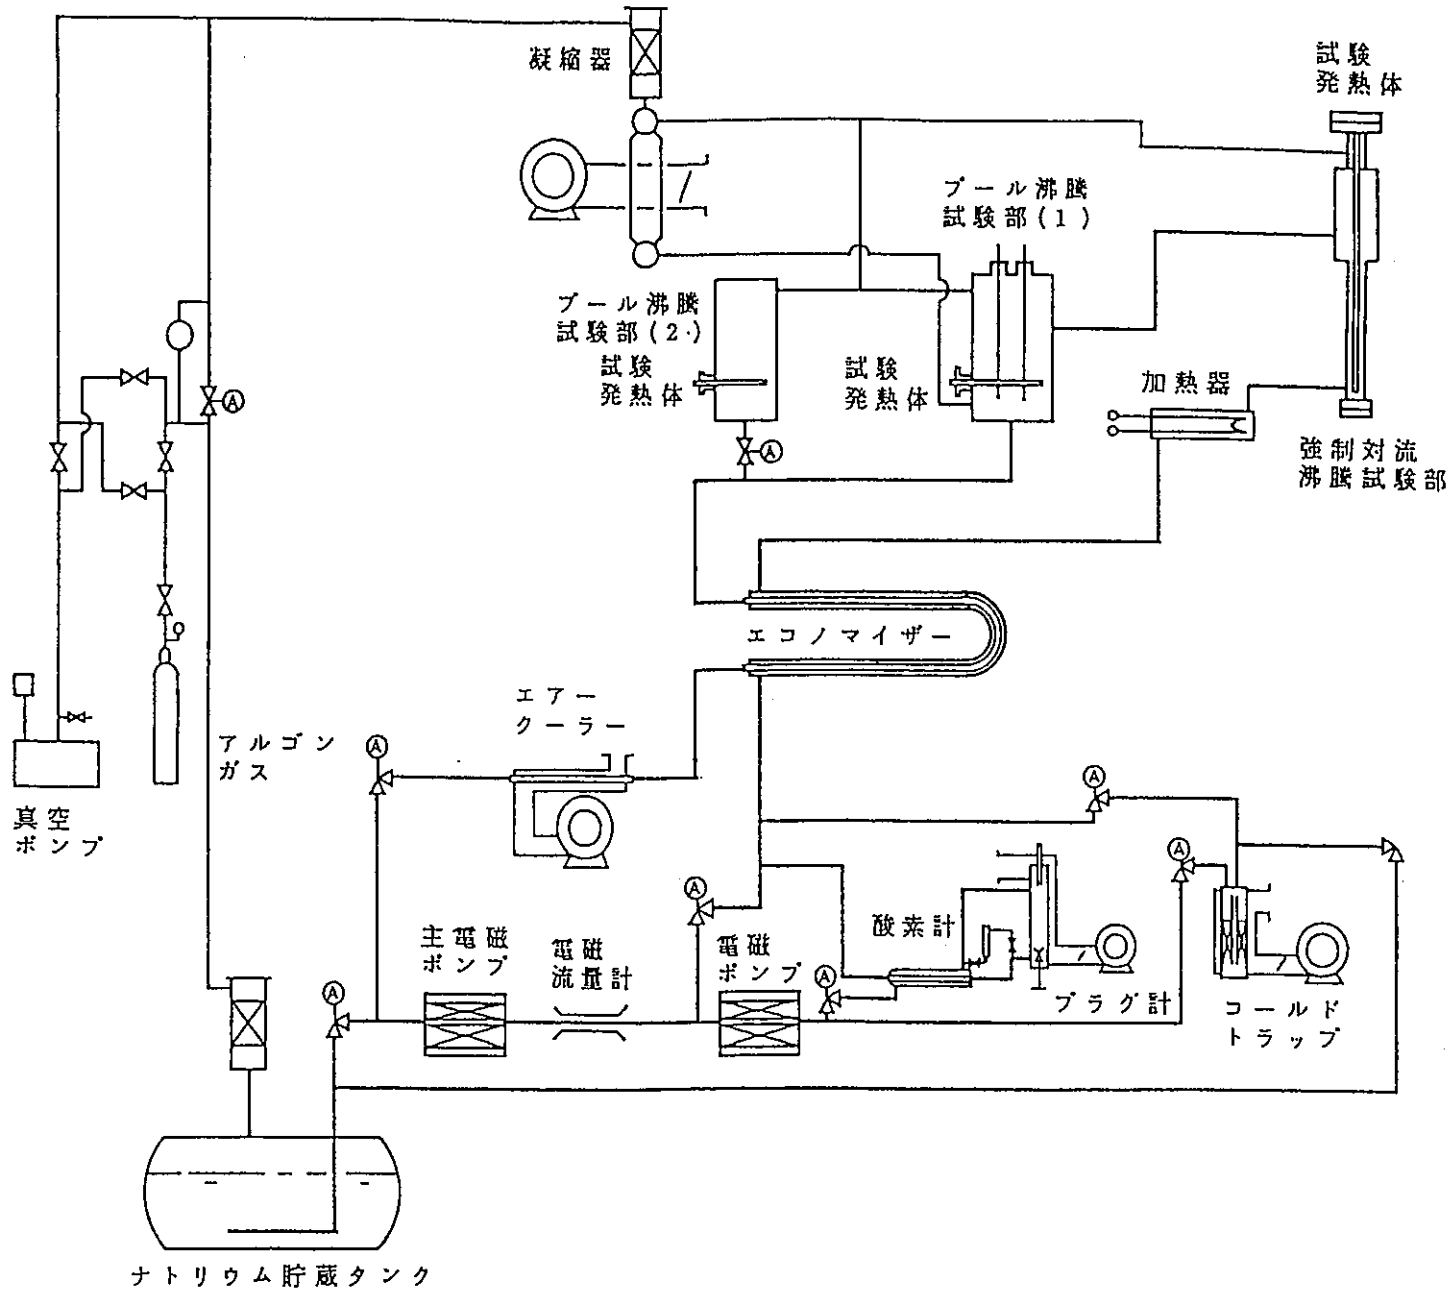 凝縮器
試験
発熱体
プール沸騰
試験部(1)
プール沸騰
試験部(2)
試験
発熱体
試験
発熱体
加熱器
強制対流
沸騰試験部
エコノマイザー
エアー
クーラー
アルゴン
ガス
真空
ポンプ
主電磁
ポンプ
電磁
流量計
電磁
ポンプ
酸素計
プラグ計
コールド
トラップ
A
A
A
A
A
A
A
A
ナトリウム貯蔵タンク